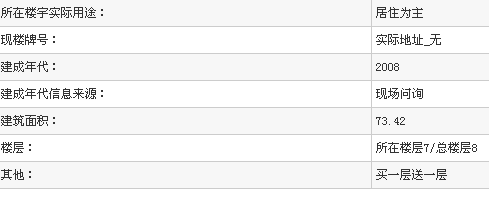 所在楼宇实际用途： 居住为主
现楼牌号： 实际地址_无
建成年代： 2008
建成年代信息来源： 现场问询
建筑面积： 73.42
楼层： 所在楼层7/总楼层8
其他： 买一层送一层